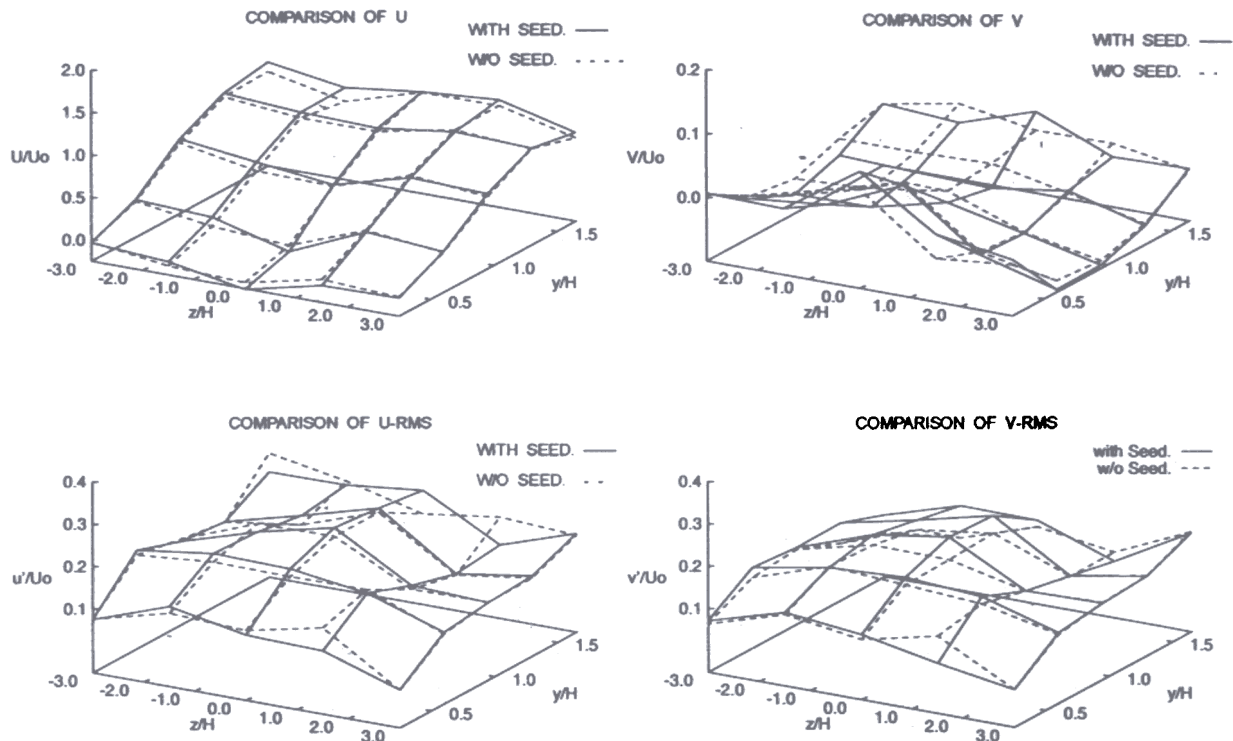 COMPARISON OF U
WITH SEED.
W/O SEED.
2.0
1.5
U/Uo
1.0
0.5
0.0
-3.0
-2.0
-1.0
0.0
1.0
2.0
3.0
z/H
0.5
1.0
1.5
y/H
COMPARISON OF V
WITH SEED.
W/O SEED.
0.2
0.1
V/Uo
0.0
-3.0
-2.0
-1.0
0.0
1.0
2.0
3.0
z/H
0.5
1.0
1.5
y/H
COMPARISON OF U-RMS
WITH SEED.
W/O SEED.
0.4
0.3
0.2
u'/Uo
0.1
-3.0
-2.0
-1.0
0.0
1.0
2.0
3.0
z/H
0.5
1.0
1.5
y/H
COMPARISON OF V-RMS
with Seed.
w/o Seed.
0.4
0.3
0.2
v'/Uo
0.1
-3.0
-2.0
-1.0
0.0
1.0
2.0
3.0
z/H
0.5
1.0
1.5
y/H